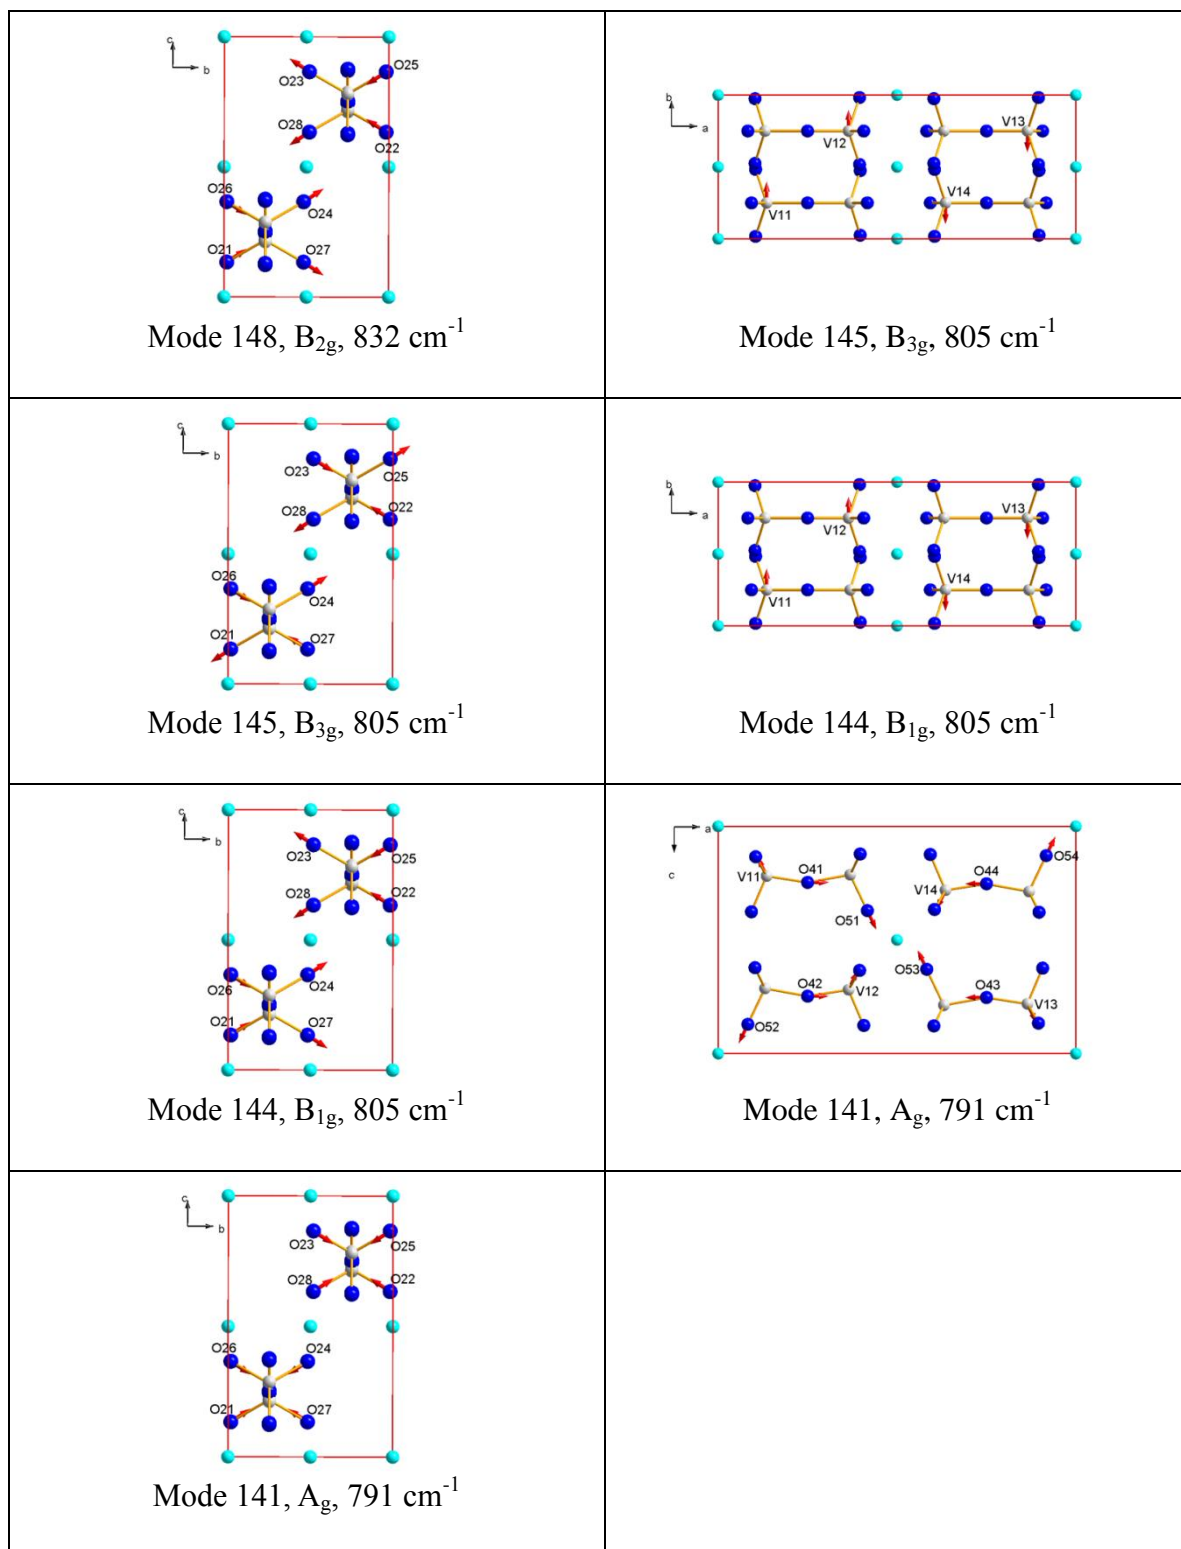 c
b
O23
O25
O28
O22
O26
O24
O21
O27
Mode 148, B2g, 832 cm-1
b
a
V12
V13
V11
V14
Mode 145, B3g, 805 cm-1
c
b
O23
O25
O28
O22
O26
O24
O21
O27
Mode 145, B3g, 805 cm-1
b
a
V12
V13
V11
V14
Mode 144, B1g, 805 cm-1
c
b
O23
O25
O28
O22
O26
O24
O21
O27
Mode 144, B1g, 805 cm-1
a
c
V11
O41
O51
V14
O44
O54
O42
V12
O52
O53
O43
V13
Mode 141, Ag, 791 cm-1
c
b
O23
O25
O28
O22
O26
O24
O21
O27
Mode 141, Ag, 791 cm-1